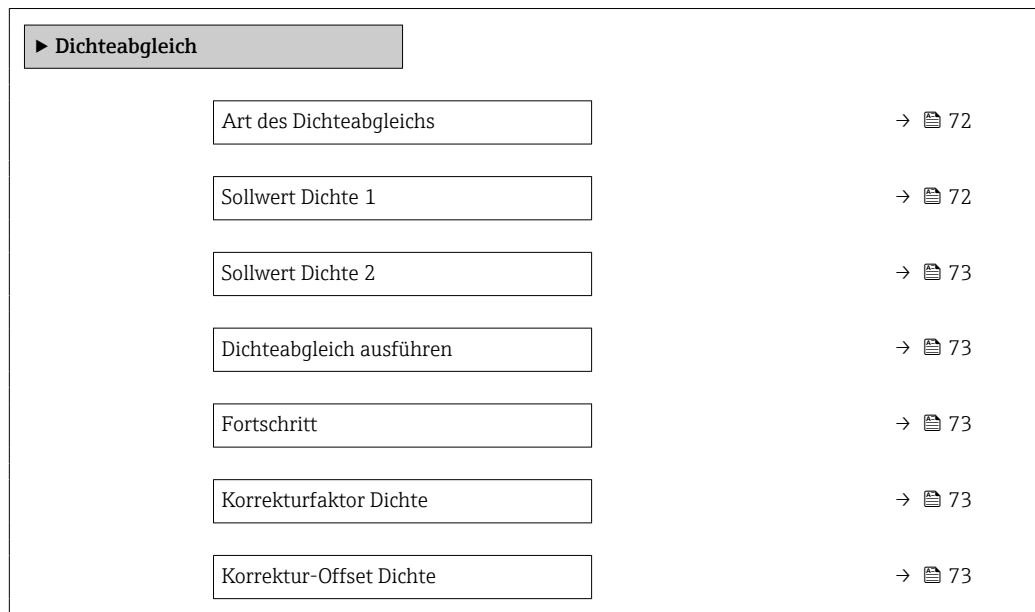 ▶ Dichteabgleich
Art des Dichteabgleichs → 72
Sollwert Dichte 1 → 72
Sollwert Dichte 2 → 73
Dichteabgleich ausführen → 73
Fortschritt → 73
Korrekturfaktor Dichte → 73
Korrektur-Offset Dichte → 73